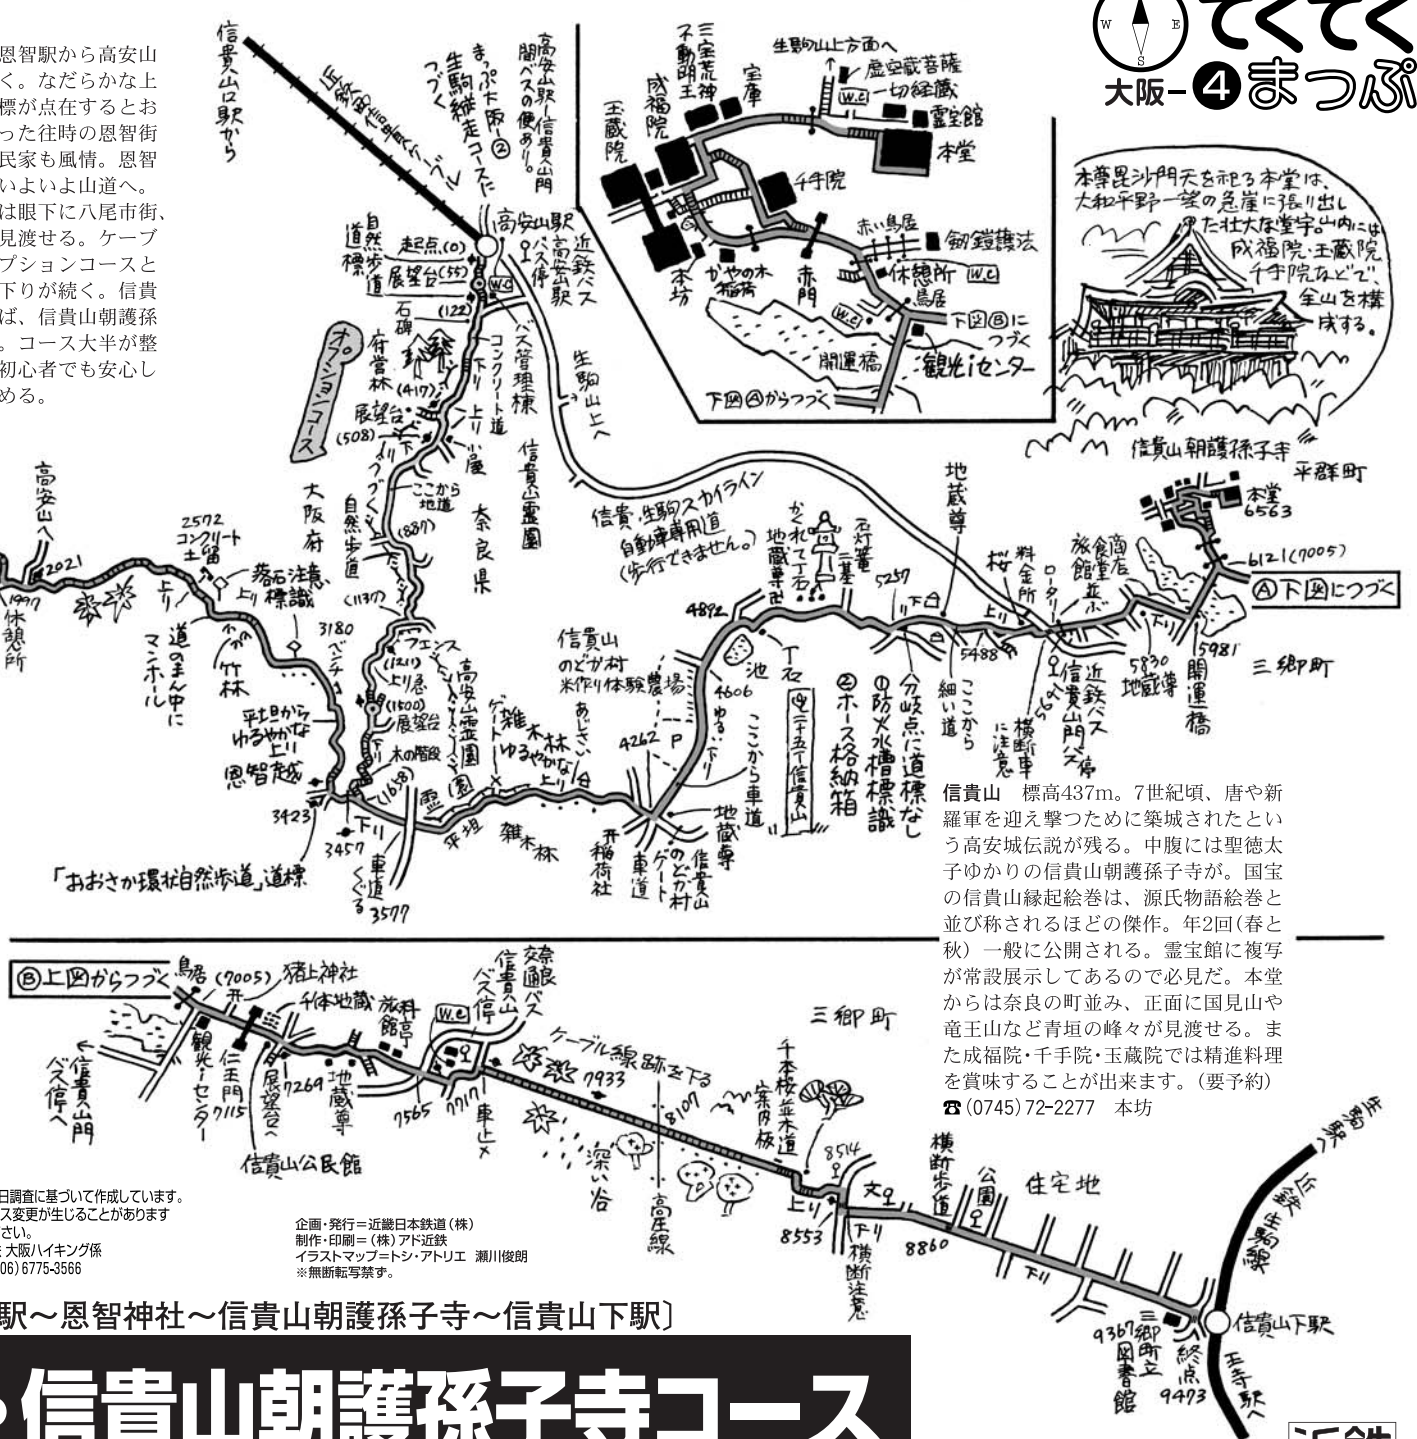 てくてく
まっぷ
大阪-4
W
E
S
恩智駅から高安山
く。なだらかな上
標が点在するとお
った往時の恩智街
民家も風情。恩智
いよいよ山道へ。
は眼下に八尾市街、
見渡せる。ケーブ
プションコースと
下りが続く。信貴
ば、信貴山朝護孫
。コース大半が整
初心者でも安心し
める。
信貴山口駅から
近鉄西信貴ケーブル
まっぷ大阪②
生駒縦走コースに
つづく
高安山駅〜信貴山門
間バスの便あり。
高安山駅
近鉄バス
高安山駅
バス停
自然歩道
道標
起点(0)
展望台(55)
(122)
石碑
W.C
バス管理棟
コンクリート道
下り
上り
府営林
(417)
展望台
(508)
小屋
オプションコース
生駒山上へ
信貴山霊園
ここから
地道
大阪府
奈良県
自然歩道
(887)
(1137)
フェンス
(1211)
上り急
(1500)
展望台
木の階段
(1658)
高安山霊園
生駒山上方面へ
虚空蔵菩薩
W.C
一切経蔵
霊宝館
本堂
三宝荒神
不動明王
宝庫
成福院
玉蔵院
千手院
本坊
かやの木
稲荷
赤門
赤い鳥居
劔鎧護法
休憩所
W.C
鳥居
W.C
下図Ⓑに
つづく
開運橋
観光iセンター
下図Ⓐからつづく
本尊毘沙門天を祀る本堂は、
大和平野一望の急崖に張り出し
た壮大な堂宇。山内には
成福院・玉蔵院
千手院などで、
全山を構
成する。
信貴山朝護孫子寺
平群町
本堂
6563
6121(7005)
Ⓐ下図につづく
三郷町
開運橋
5981
5830
地蔵尊
商店
食堂
旅館並ぶ
ロータリー
料金所
桜
上り
近鉄バス
信貴山門バス停
5612
横断車
に注意
5488
ここから
細い道
地蔵尊
信貴・生駒スカイライン
自動車専用道
(歩行できません。)
5257
分岐点に道標なし
①防火水槽標識
②ホース格納箱
石灯篭
二基
かくれて丁石
地蔵尊
4892
池
丁石
二十五丁信貴山
4606
ゆるい下り
ここから車道
P
4262
信貴山
のどか村
米作り体験農場
地蔵尊
信貴山
のどか村
ゲート
車道
稲荷社
あじさい
雑木林
ゆるやかな
上り
ゲート
雑木林
平坦
霊園
高安山へ
2021
1997
休憩所
2572
コンクリート
土留
上り
道のまん中に
マンホール
竹林
落石注意
標識
上り
3180
ベンチ
平坦から
ゆるやかな
上り
恩智越
3423
3457
下り
車道くぐる
3577
「おおさか環状自然歩道」道標
信貴山　標高437m。7世紀頃、唐や新
羅軍を迎え撃つために築城されたとい
う高安城伝説が残る。中腹には聖徳太
子ゆかりの信貴山朝護孫子寺が。国宝
の信貴山縁起絵巻は、源氏物語絵巻と
並び称されるほどの傑作。年2回(春と
秋）一般に公開される。霊宝館に複写
が常設展示してあるので必見だ。本堂
からは奈良の町並み、正面に国見山や
竜王山など青垣の峰々が見渡せる。ま
た成福院・千手院・玉蔵院では精進料理
を賞味することが出来ます。（要予約）
☎(0745)72-2277　本坊
Ⓑ上図からつづく
鳥居
(7005)
猪上神社
千体地蔵
旅館
料亭
W.C
信貴山
バス停
奈良
交通バス
信貴山門
バス停へ
観光iセンター
仁王門
7115
展望台へ
7269
地蔵尊
信貴山公民館
7565
7717
車止メ
ケーブル線跡を下る
7933
8107
深い谷
高圧線
三郷町
千本桜並木道
案内板
8514
上り
8553
文
下り
横断注意
8860
横断歩道
公園
住宅地
下り
生駒駅へ
近鉄生駒線
信貴山下駅
王寺駅へ
終点
9473
三郷町立
図書館
9367
日調査に基づいて作成しています。
ス変更が生じることがあります
ださい。
大阪ハイキング係
06)6775-3566
企画・発行＝近畿日本鉄道（株）
制作・印刷＝（株）アド近鉄
イラストマップ＝トシ・アトリエ　瀬川俊朗
※無断転写禁ず。
駅〜恩智神社〜信貴山朝護孫子寺〜信貴山下駅〕
・信貴山朝護孫子寺コース
近鉄